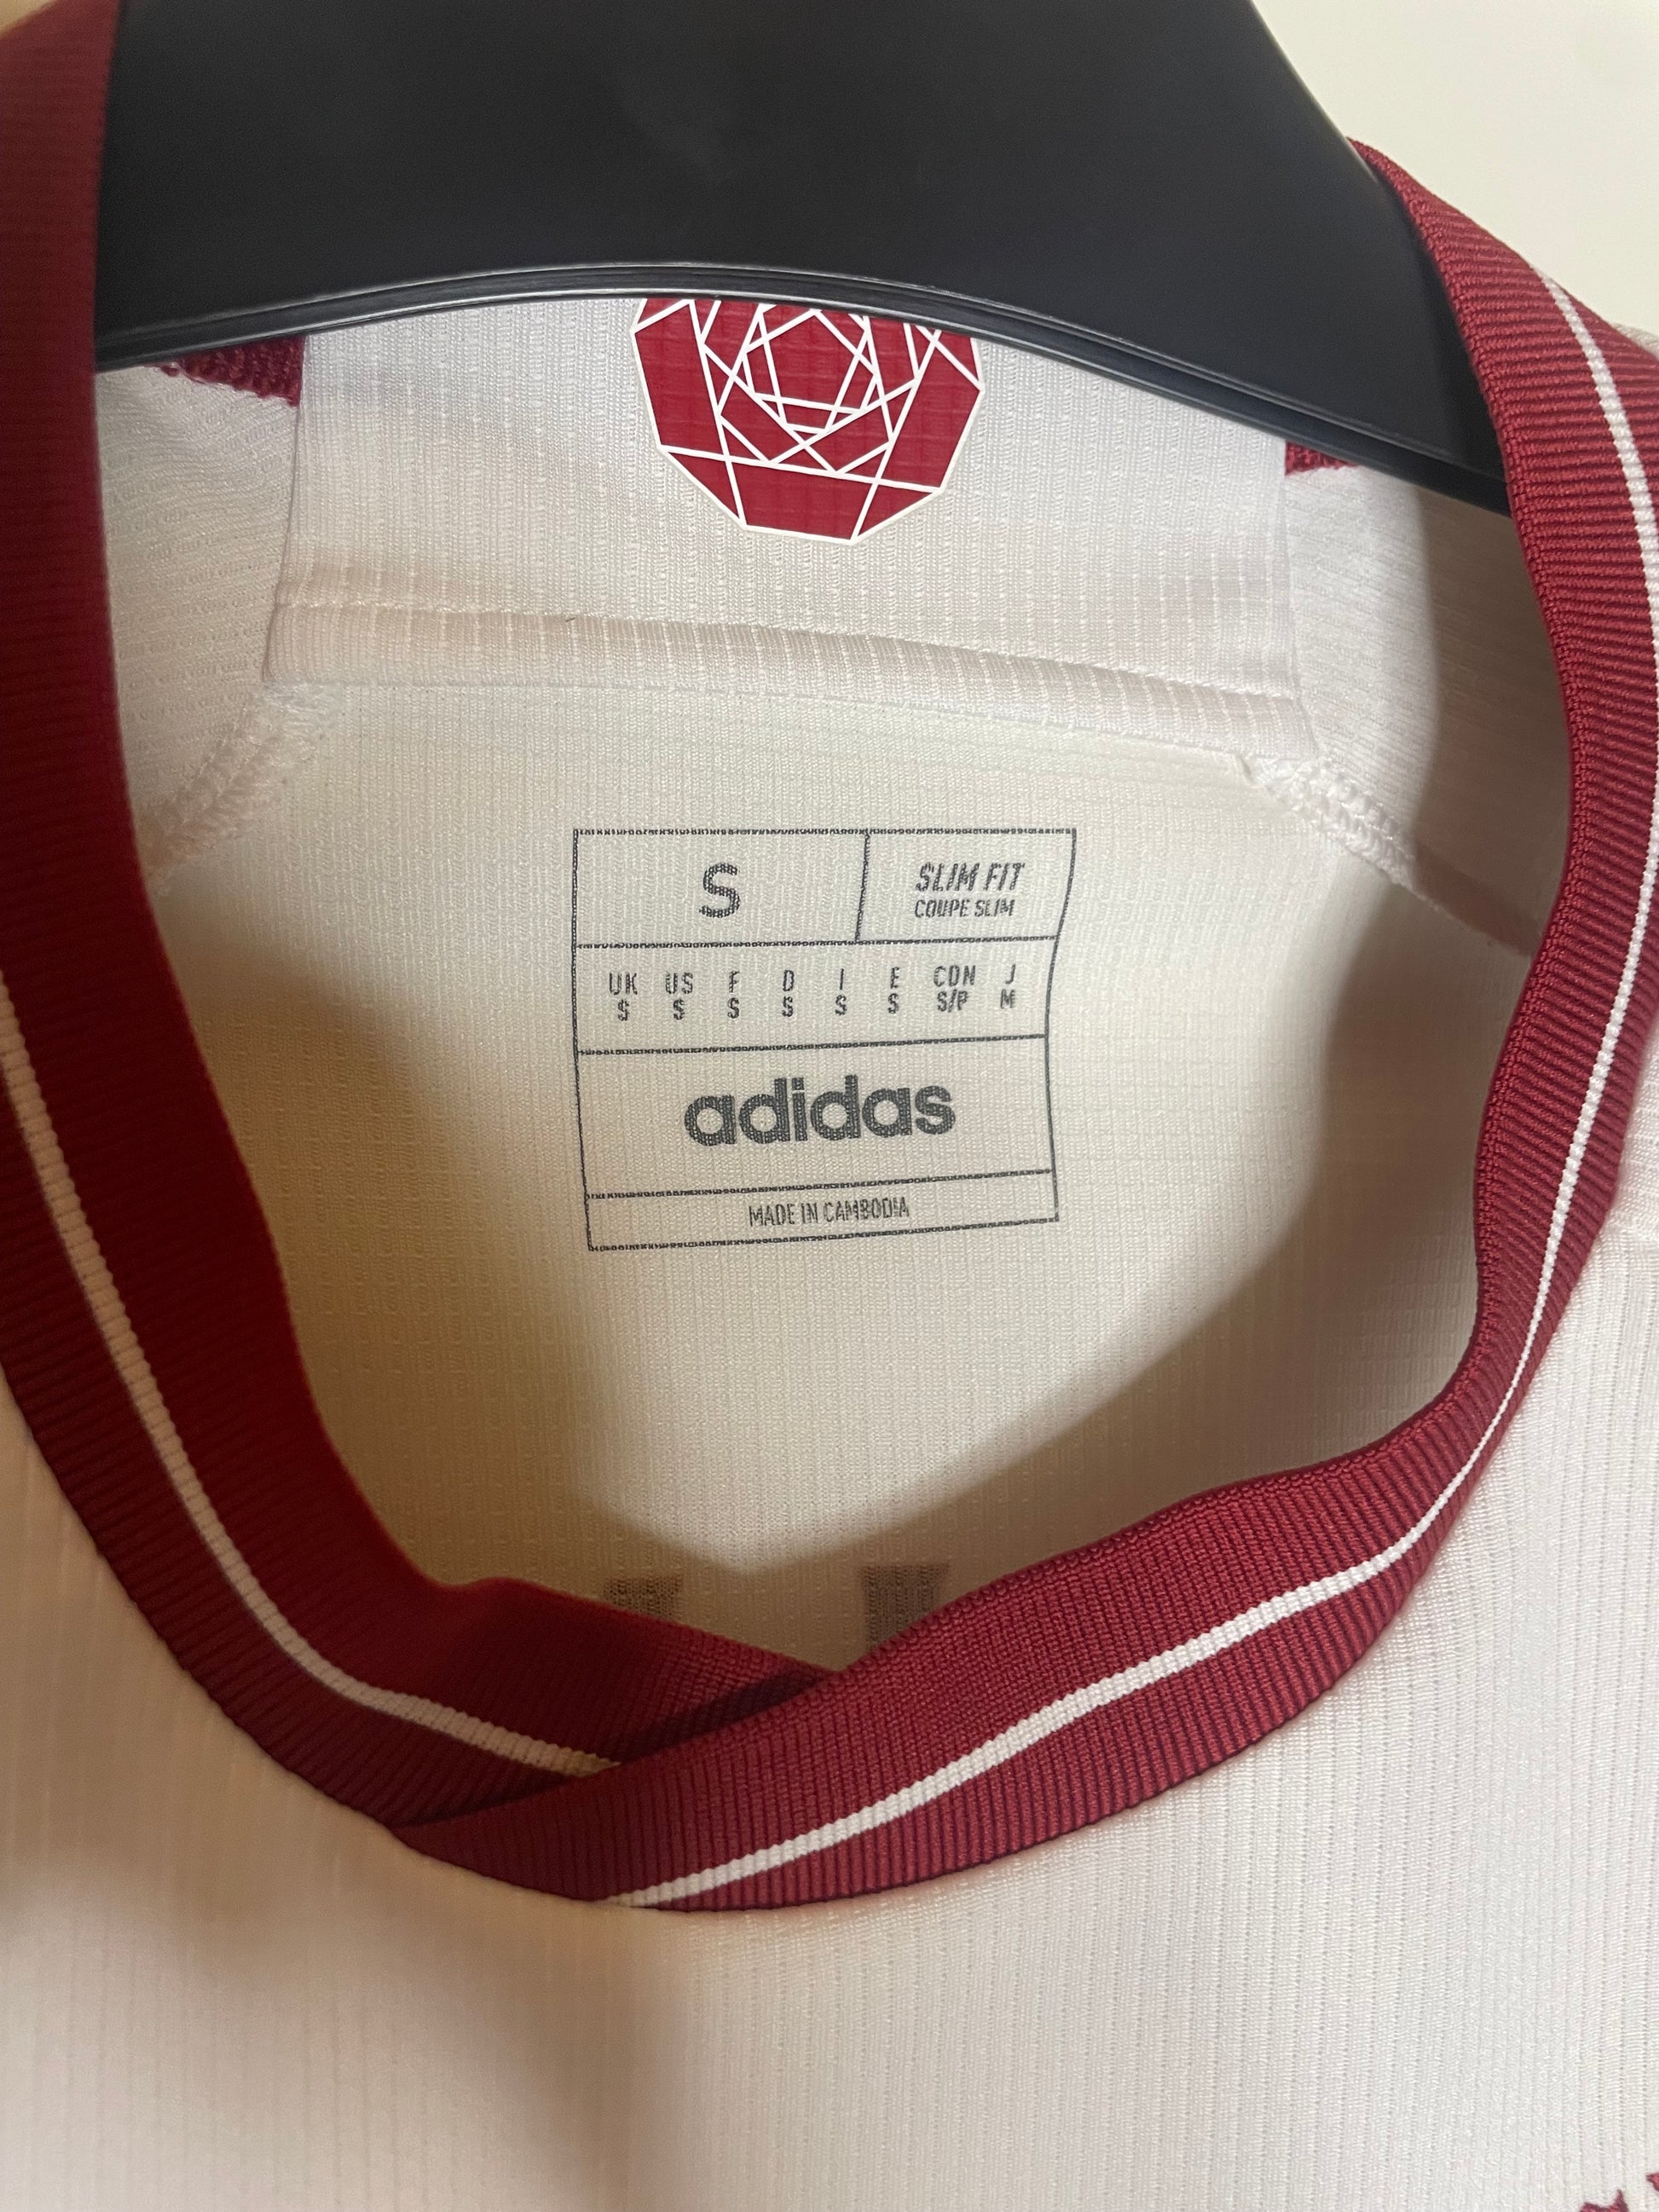 S
SLIM FIT
COUPE SLIM
UK US F D I E CDN J
S S S S S S S/P M
adidas
MADE IN CAMBODIA